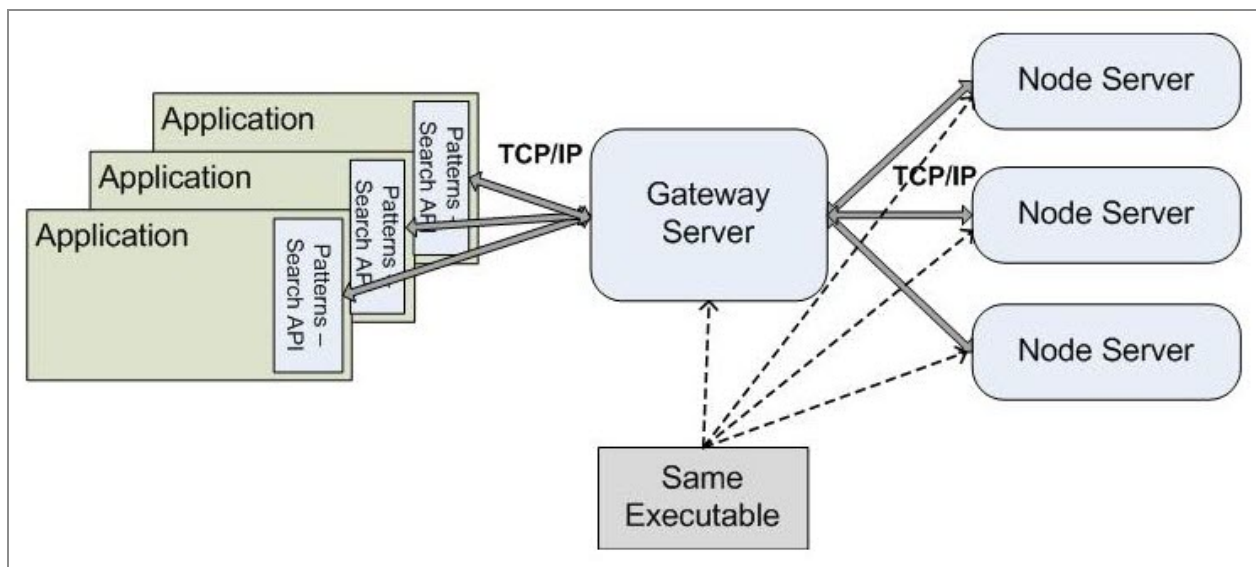 Application
Patterns –
Search API
Application
Patterns
Search AP
Application
Patterns –
Search API
TCP/IP
Gateway
Server
TCP/IP
Node Server
Node Server
Node Server
Same
Executable